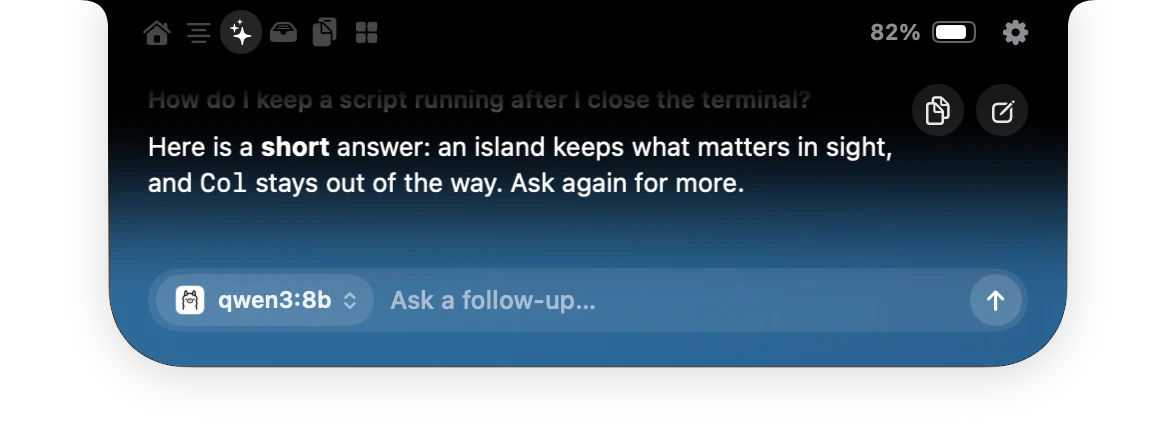 82%
How do I keep a script running after I close the terminal?
Here is a short answer: an island keeps what matters in sight,
and Col stays out of the way. Ask again for more.
qwen3:8b
Ask a follow-up...